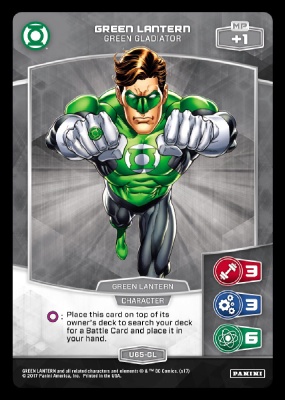 GREEN LANTERN
GREEN GLADIATOR
MP
+1
GREEN LANTERN
CHARACTER
: Place this card on top of its
owner's deck to search your deck
for a Battle Card and place it in
your hand.
3
3
6
U65-GL
GREEN LANTERN and all related characters and elements © & ™ DC Comics. (s17)
© 2017 Panini America, Inc. Printed in the USA.
PANINI